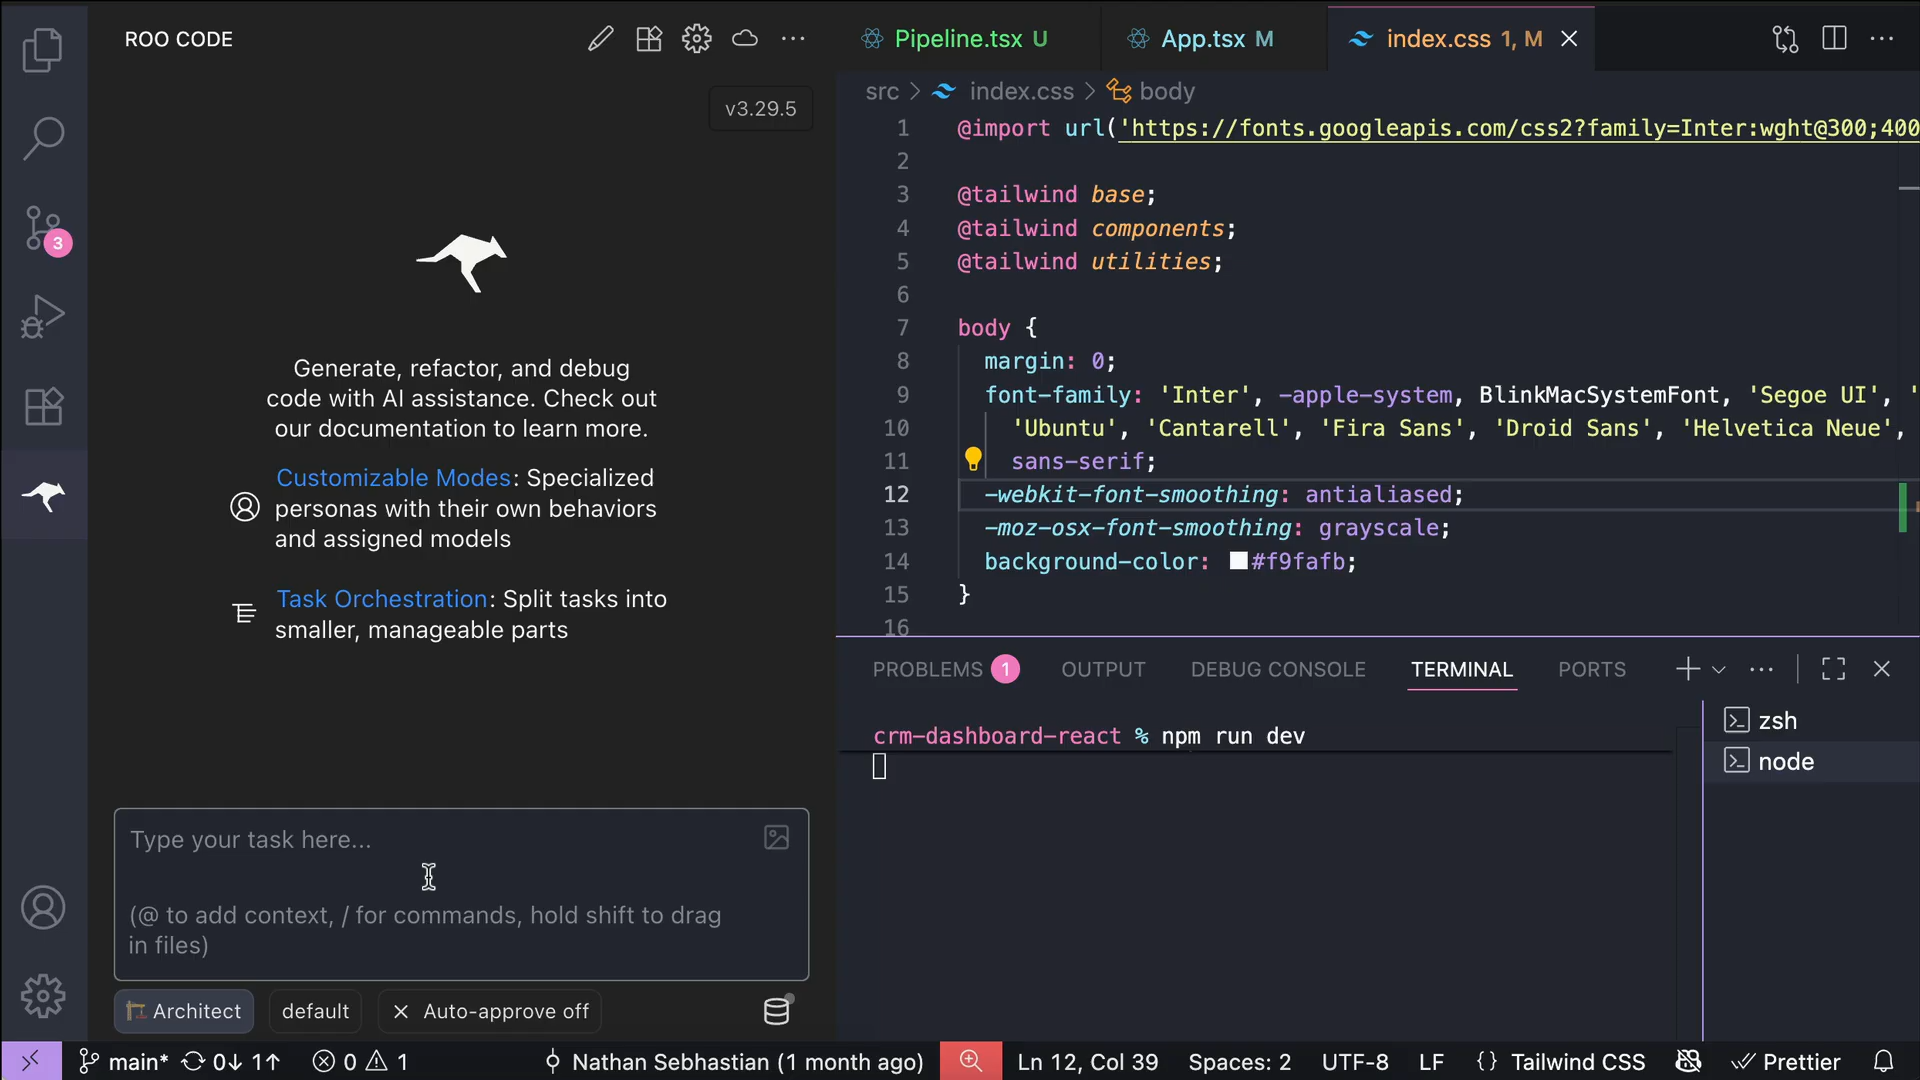 ROO CODE
v3.29.5
Generate, refactor, and debug
code with AI assistance. Check out
our documentation to learn more.
Customizable Modes: Specialized
personas with their own behaviors
and assigned models
Task Orchestration: Split tasks into
smaller, manageable parts
Type your task here...
(@ to add context, / for commands, hold shift to drag
in files)
Architect
default
Auto-approve off
3
Pipeline.tsx U
App.tsx M
index.css 1, M
src > index.css > body
1 @import url('https://fonts.googleapis.com/css2?family=Inter:wght@300;400
2
3 @tailwind base;
4 @tailwind components;
5 @tailwind utilities;
6
7 body {
8 margin: 0;
9 font-family: 'Inter', -apple-system, BlinkMacSystemFont, 'Segoe UI', '
10 'Ubuntu', 'Cantarell', 'Fira Sans', 'Droid Sans', 'Helvetica Neue',
11 sans-serif;
12 -webkit-font-smoothing: antialiased;
13 -moz-osx-font-smoothing: grayscale;
14 background-color: #f9fafb;
15 }
16
PROBLEMS 1 OUTPUT DEBUG CONSOLE TERMINAL PORTS
crm-dashboard-react % npm run dev
zsh
node
main* 0↓ 1↑ 0 1 Nathan Sebhastian (1 month ago) Ln 12, Col 39 Spaces: 2 UTF-8 LF {} Tailwind CSS Prettier